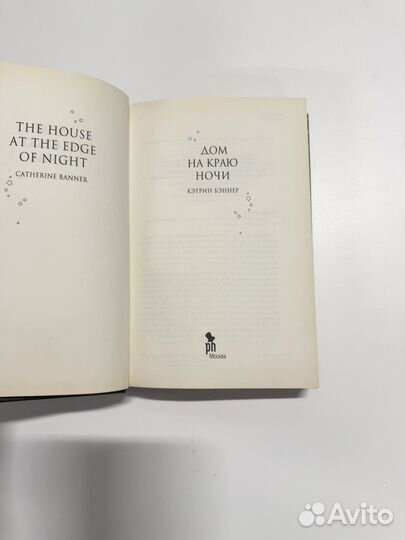 THE HOUSE
AT THE EDGE
OF NIGHT
CATHERINE BANNER
ДОМ
НА КРАЮ
НОЧИ
КЭТРИН БЭННЕР
ph
Москва
Avito